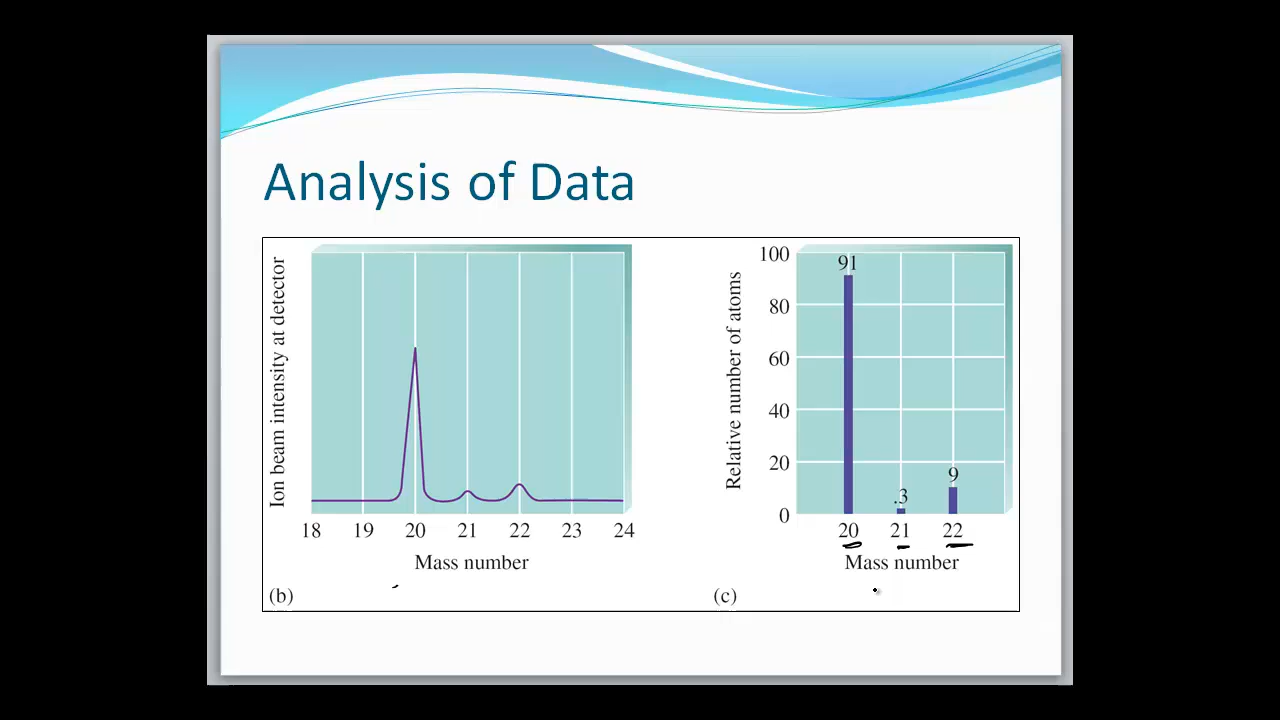 Analysis of Data
Ion beam intensity at detector
18 19 20 21 22 23 24
Mass number
(b)
Relative number of atoms
100
80
60
40
20
0
91
.3
9
20 21 22
Mass number
(c)